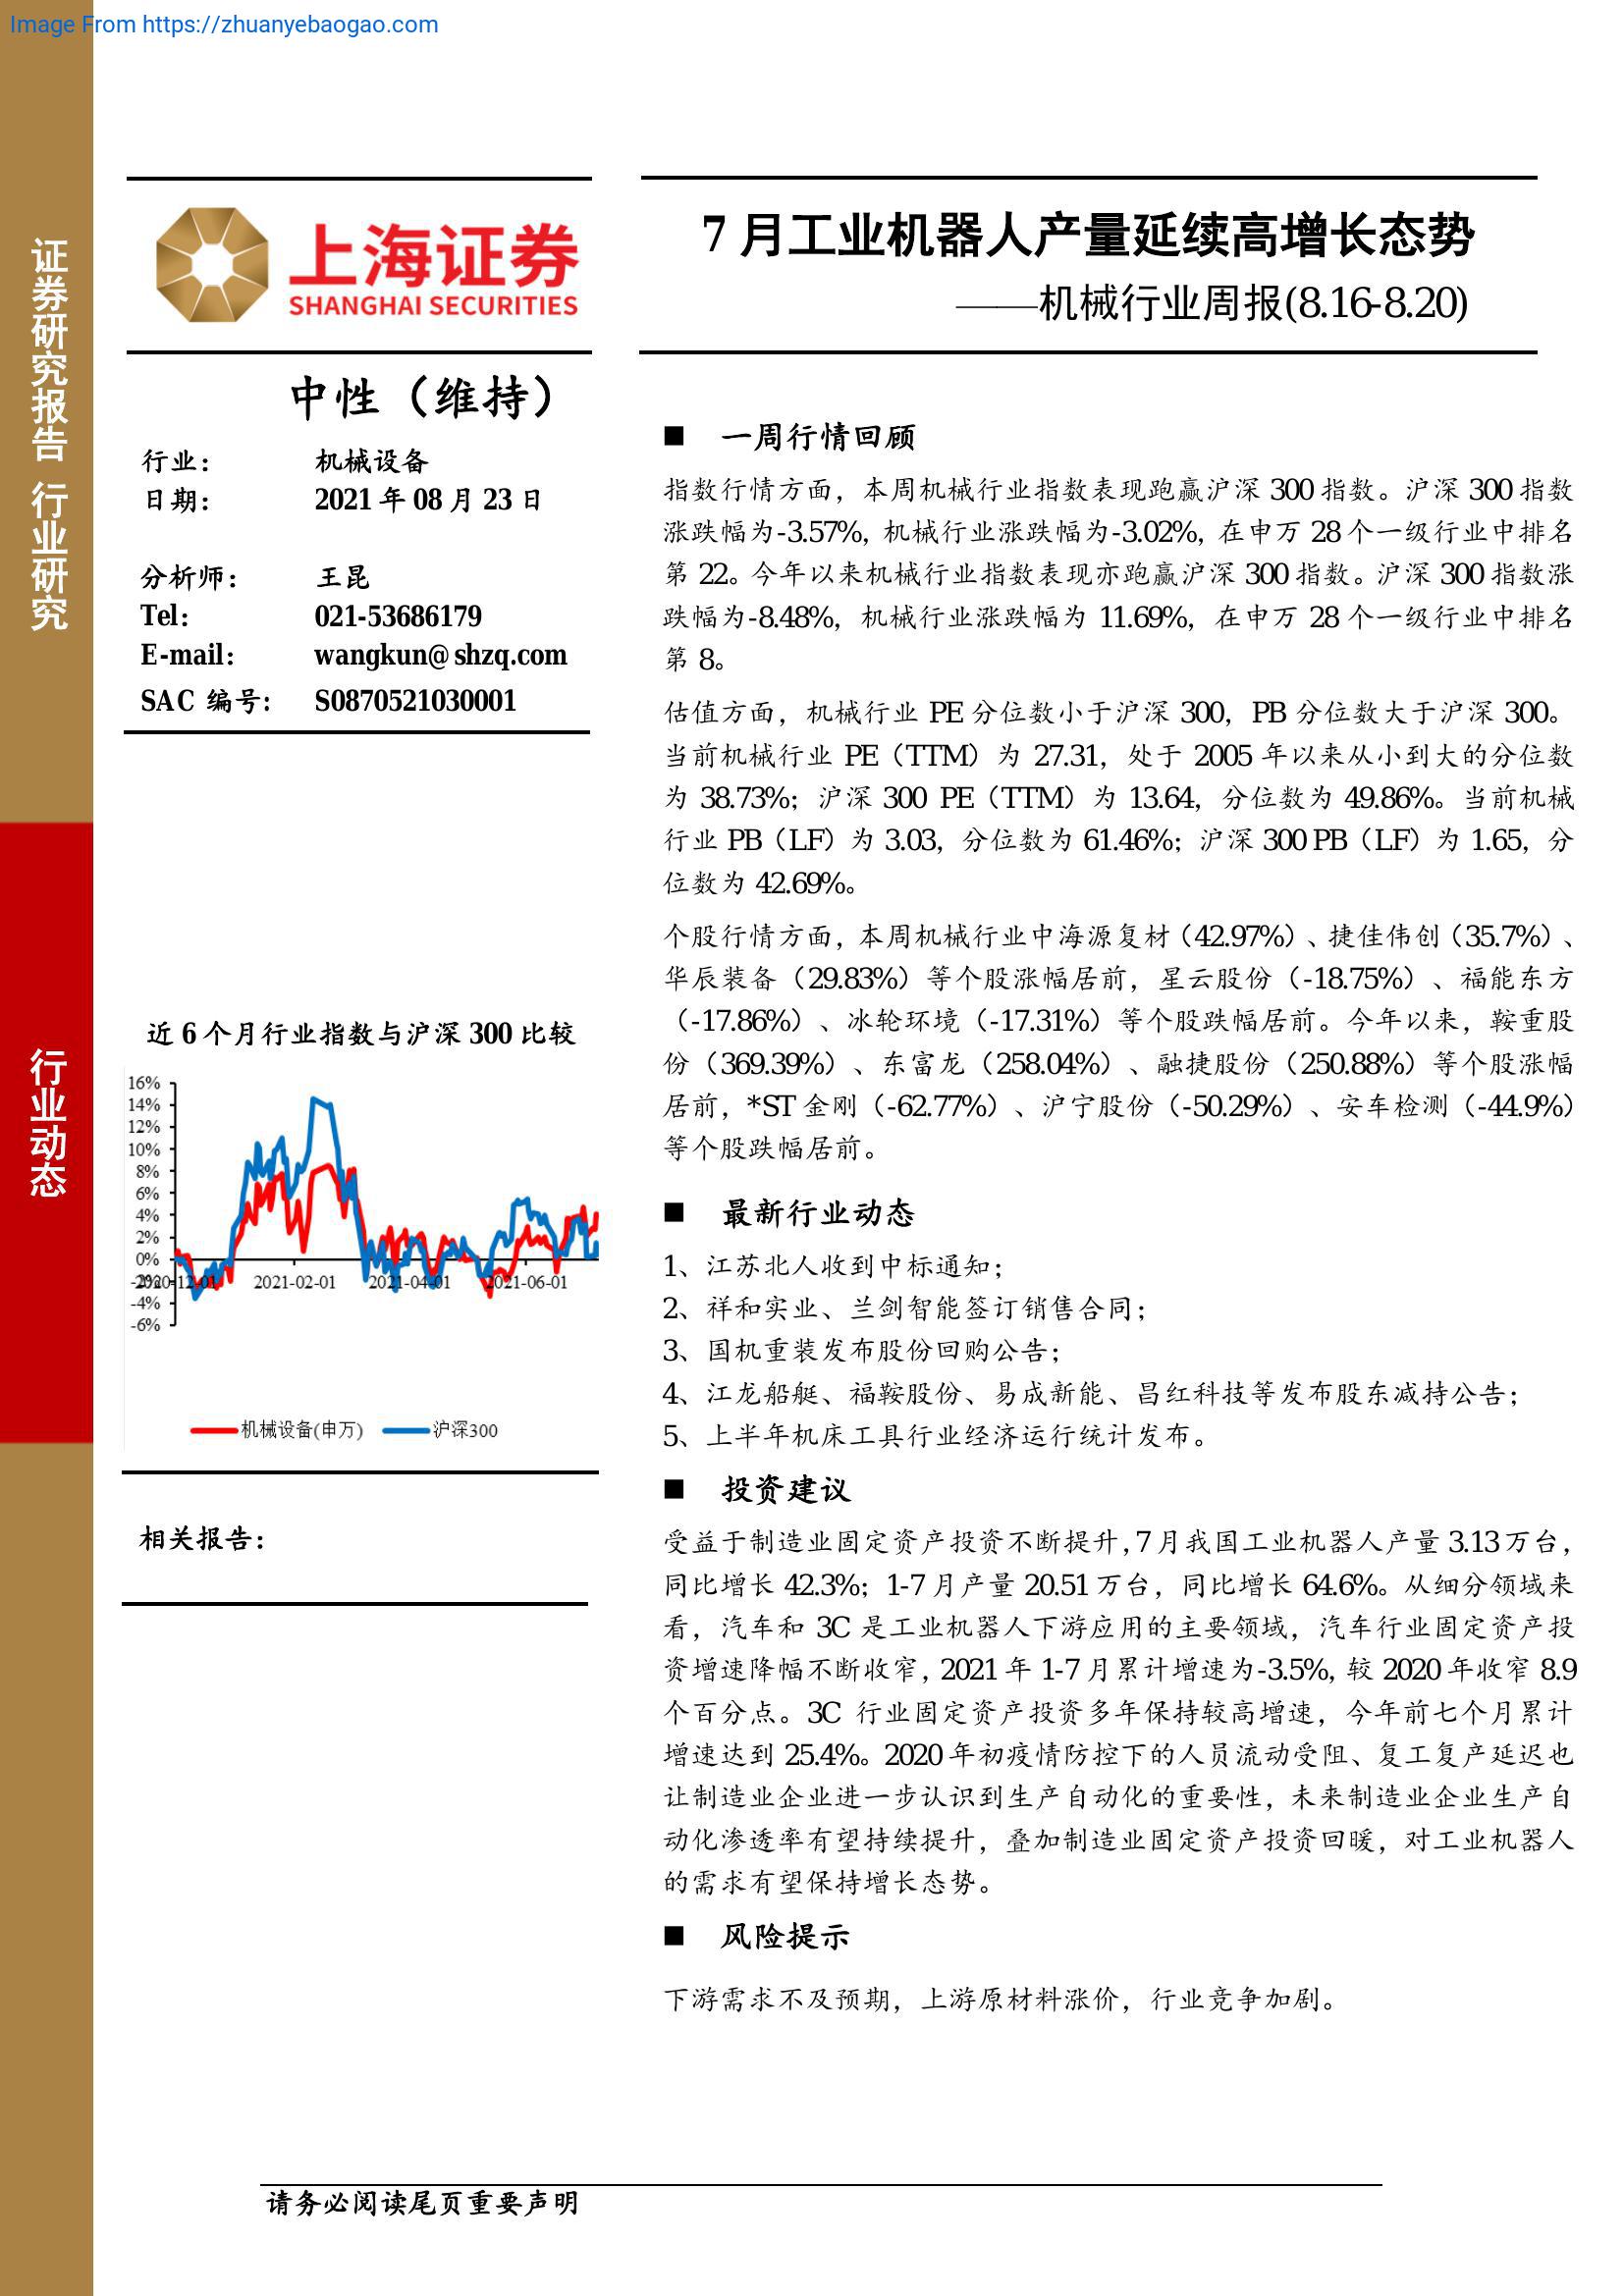 Image From https://zhuanyebaogao.com
证券研究报告 行业研究
行业动态
上海证券
SHANGHAI SECURITIES
7 月工业机器人产量延续高增长态势
——机械行业周报(8.16-8.20)
中性（维持）
行业： 机械设备
日期： 2021 年 08 月 23 日
分析师： 王昆
Tel： 021-53686179
E-mail： wangkun@shzq.com
SAC 编号： S0870521030001
近 6 个月行业指数与沪深 300 比较
16%
14%
12%
10%
8%
6%
4%
2%
0%
-2%
-4%
-6%
2020-12-01 2021-02-01 2021-04-01 2021-06-01
机械设备(申万) 沪深300
相关报告：
■ 一周行情回顾
指数行情方面，本周机械行业指数表现跑赢沪深 300 指数。沪深 300 指数
涨跌幅为-3.57%，机械行业涨跌幅为-3.02%，在申万 28 个一级行业中排名
第 22。今年以来机械行业指数表现亦跑赢沪深 300 指数。沪深 300 指数涨
跌幅为-8.48%，机械行业涨跌幅为 11.69%，在申万 28 个一级行业中排名
第 8。
估值方面，机械行业 PE 分位数小于沪深 300，PB 分位数大于沪深 300。
当前机械行业 PE（TTM）为 27.31，处于 2005 年以来从小到大的分位数
为 38.73%；沪深 300 PE（TTM）为 13.64，分位数为 49.86%。当前机械
行业 PB（LF）为 3.03，分位数为 61.46%；沪深 300 PB（LF）为 1.65，分
位数为 42.69%。
个股行情方面，本周机械行业中海源复材（42.97%）、捷佳伟创（35.7%）、
华辰装备（29.83%）等个股涨幅居前，星云股份（-18.75%）、福能东方
（-17.86%）、冰轮环境（-17.31%）等个股跌幅居前。今年以来，鞍重股
份（369.39%）、东富龙（258.04%）、融捷股份（250.88%）等个股涨幅
居前，*ST 金刚（-62.77%）、沪宁股份（-50.29%）、安车检测（-44.9%）
等个股跌幅居前。
■ 最新行业动态
1、江苏北人收到中标通知；
2、祥和实业、兰剑智能签订销售合同；
3、国机重装发布股份回购公告；
4、江龙船艇、福鞍股份、易成新能、昌红科技等发布股东减持公告；
5、上半年机床工具行业经济运行统计发布。
■ 投资建议
受益于制造业固定资产投资不断提升，7 月我国工业机器人产量 3.13 万台，
同比增长 42.3%；1-7 月产量 20.51 万台，同比增长 64.6%。从细分领域来
看，汽车和 3C 是工业机器人下游应用的主要领域，汽车行业固定资产投
资增速降幅不断收窄，2021 年 1-7 月累计增速为-3.5%，较 2020 年收窄 8.9
个百分点。3C 行业固定资产投资多年保持较高增速，今年前七个月累计
增速达到 25.4%。2020 年初疫情防控下的人员流动受阻、复工复产延迟也
让制造业企业进一步认识到生产自动化的重要性，未来制造业企业生产自
动化渗透率有望持续提升，叠加制造业固定资产投资回暖，对工业机器人
的需求有望保持增长态势。
■ 风险提示
下游需求不及预期，上游原材料涨价，行业竞争加剧。
请务必阅读尾页重要声明